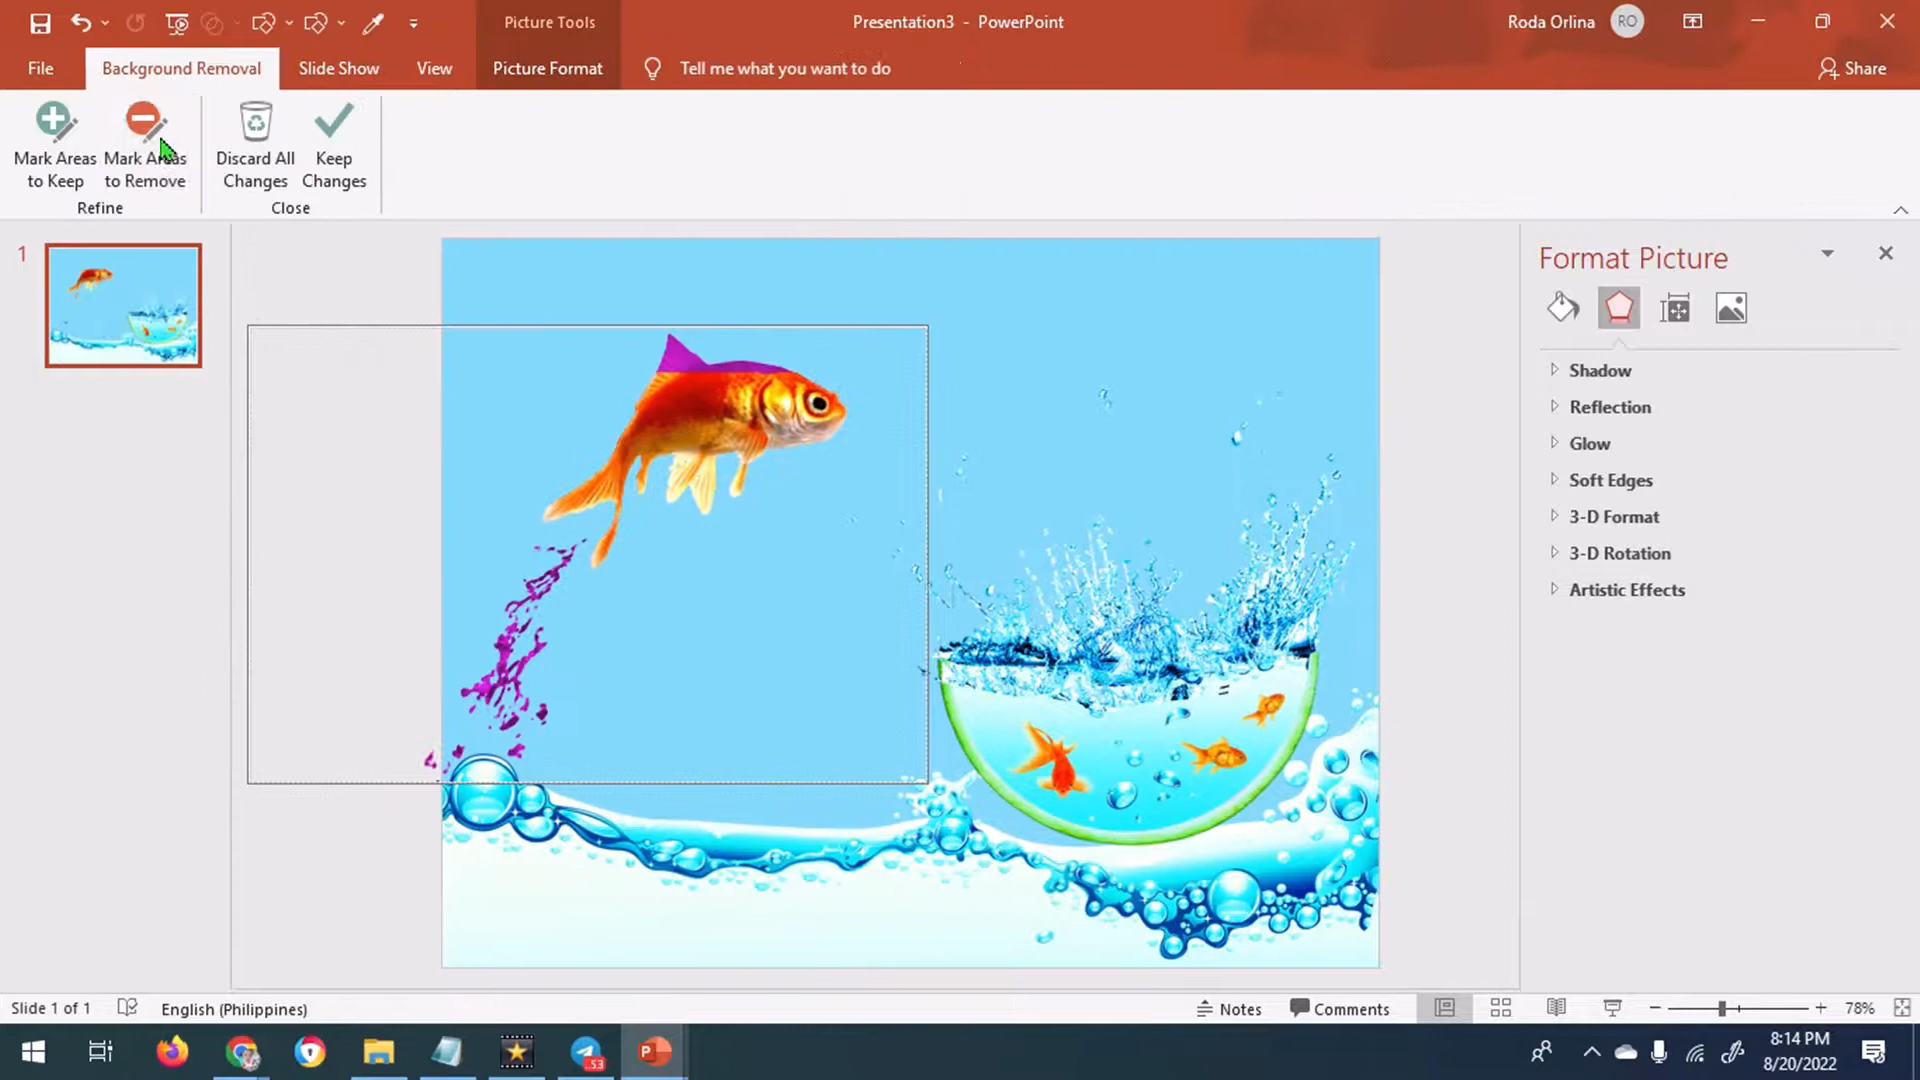 Picture Tools
Presentation3 - PowerPoint
Roda Orlina
RO
File
Background Removal
Slide Show
View
Picture Format
Tell me what you want to do
Share
Mark Areas to Keep
Mark Areas to Remove
Discard All Changes
Keep Changes
Refine
Close
1
Format Picture
Shadow
Reflection
Glow
Soft Edges
3-D Format
3-D Rotation
Artistic Effects
Slide 1 of 1
English (Philippines)
Notes
Comments
78%
53
8:14 PM
8/20/2022